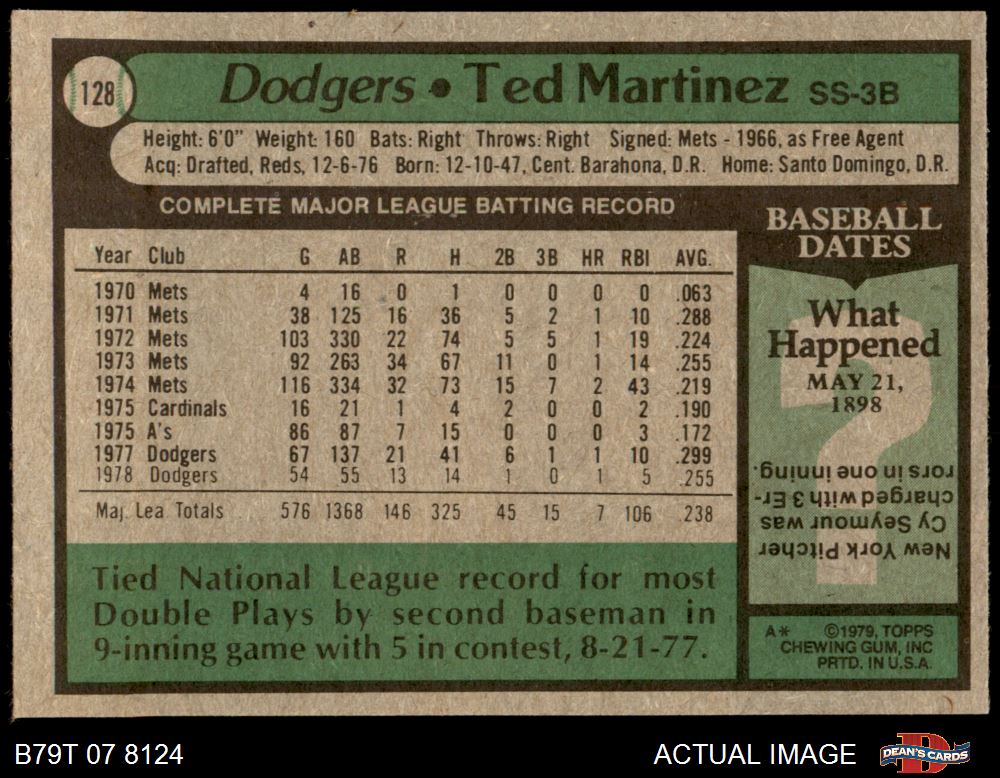 128
Dodgers • Ted Martinez SS-3B
Height: 6'0" Weight: 160 Bats: Right Throws: Right Signed: Mets - 1966, as Free Agent
Acq: Drafted, Reds, 12-6-76 Born: 12-10-47, Cent. Barahona, D.R. Home: Santo Domingo, D.R.
COMPLETE MAJOR LEAGUE BATTING RECORD
Year Club G AB R H 2B 3B HR RBI AVG.
1970 Mets 4 16 0 1 0 0 0 0 .063
1971 Mets 38 125 16 36 5 2 1 10 .288
1972 Mets 103 330 22 74 5 5 1 19 .224
1973 Mets 92 263 34 67 11 0 1 14 .255
1974 Mets 116 334 32 73 15 7 2 43 .219
1975 Cardinals 16 21 1 4 2 0 0 2 .190
1975 A's 86 87 7 15 0 0 0 3 .172
1977 Dodgers 67 137 21 41 6 1 1 10 .299
1978 Dodgers 54 55 13 14 1 0 1 5 .255
Maj. Lea Totals 576 1368 146 325 45 15 7 106 .238
Tied National League record for most
Double Plays by second baseman in
9-inning game with 5 in contest, 8-21-77.
BASEBALL
DATES
What
Happened
MAY 21,
1898
?
New York Pitcher
Cy Seymour was
charged with 3 Er-
rors in one inning.
A* ©1979, TOPPS
CHEWING GUM, INC
PRTD. IN U.S.A.
B79T 07 8124
ACTUAL IMAGE
D
DEAN'S CARDS